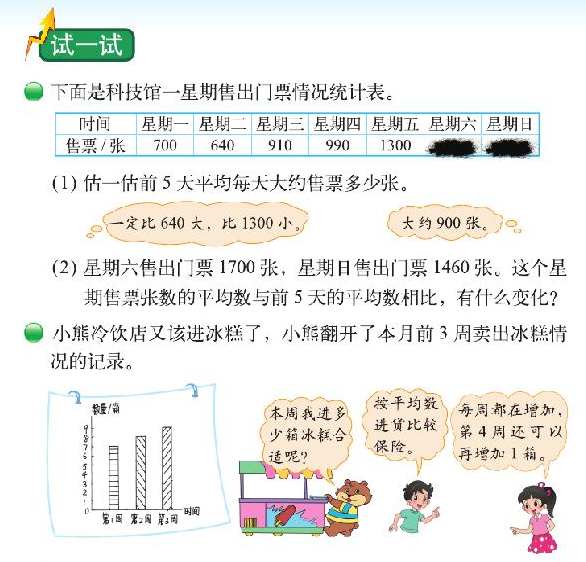 试一试
下面是科技馆一星期售出门票情况统计表。
时间 星期一 星期二 星期三 星期四 星期五 星期六 星期日
售票/张 700 640 910 990 1300
(1) 估一估前 5 天平均每天大约售票多少张。
一定比 640 大，比 1300 小。
大约 900 张。
(2) 星期六售出门票 1700 张，星期日售出门票 1460 张。这个星
期售票张数的平均数与前 5 天的平均数相比，有什么变化？
小熊冷饮店又该进冰糕了，小熊翻开了本月前 3 周卖出冰糕情
况的记录。
数量/箱
9
8
7
6
5
4
3
2
1
0
第1周 第2周 第3周 时间
本周我进多
少箱冰糕合
适呢？
按平均数
进货比较
保险。
每周都在增加，
第 4 周还可以
再增加 1 箱。